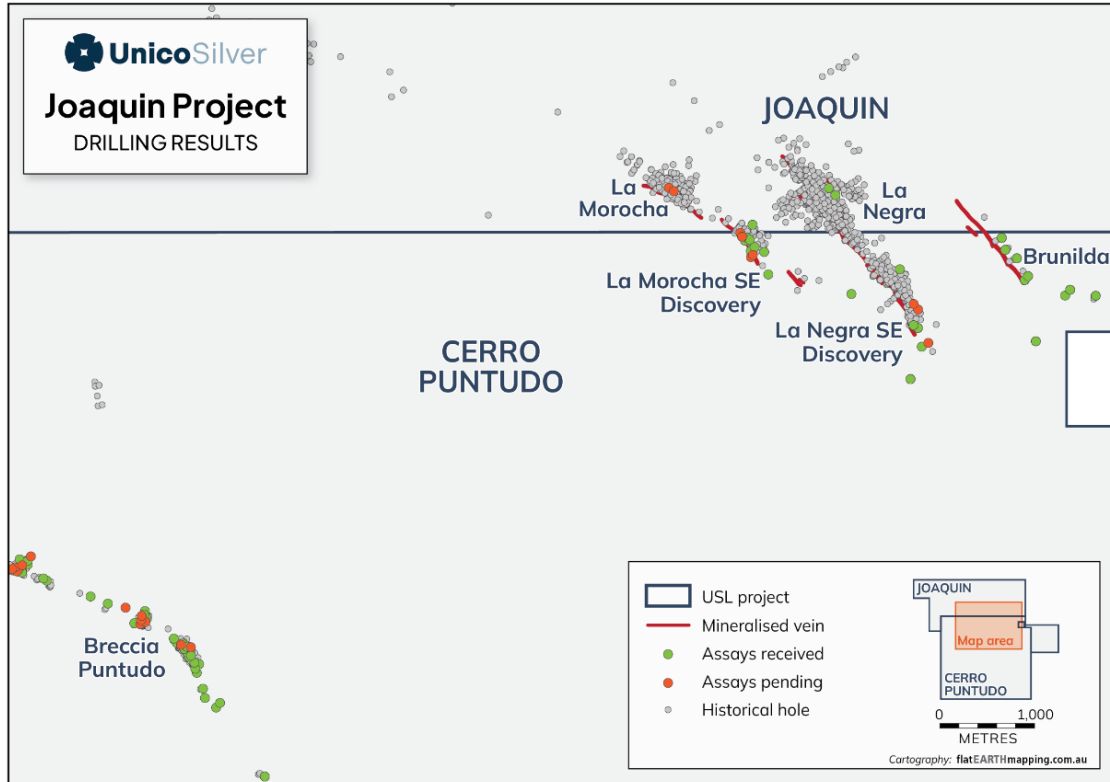 UnicoSilver
Joaquin Project
DRILLING RESULTS
JOAQUIN
La
Morocha
La
Negra
Brunilda
La Morocha SE
Discovery
La Negra SE
Discovery
CERRO
PUNTUDO
Breccia
Puntudo
USL project
Mineralised vein
Assays received
Assays pending
Historical hole
JOAQUIN
Map area
CERRO
PUNTUDO
0 1,000
METRES
Cartography: flatEARTHmapping.com.au